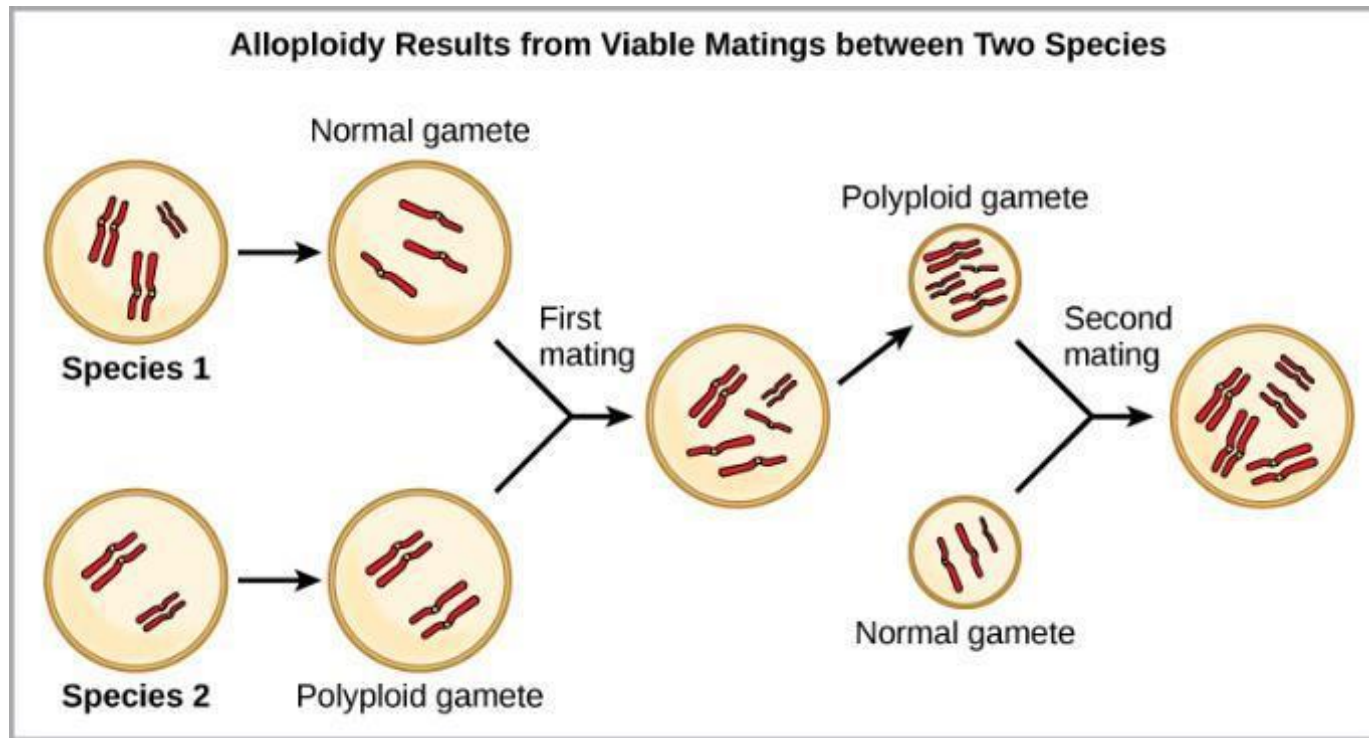 Alloploidy Results from Viable Matings between Two Species
Normal gamete
Species 1
First
mating
Polyploid gamete
Second
mating
Species 2
Polyploid gamete
Normal gamete